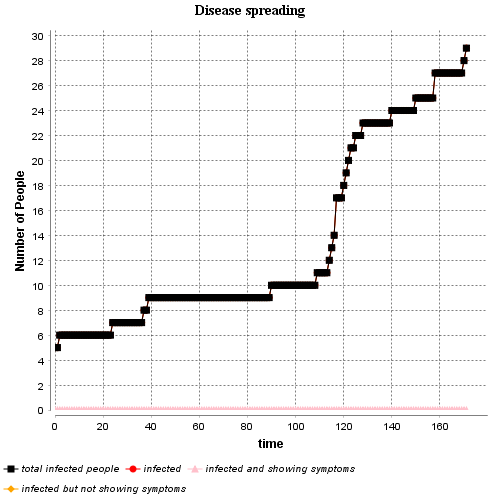 Disease spreading
30
28
26
24
22
20
18
16
14
12
10
8
6
4
2
0
Number of People
0 20 40 60 80 100 120 140 160
time
total infected people infected infected and showing symptoms
infected but not showing symptoms